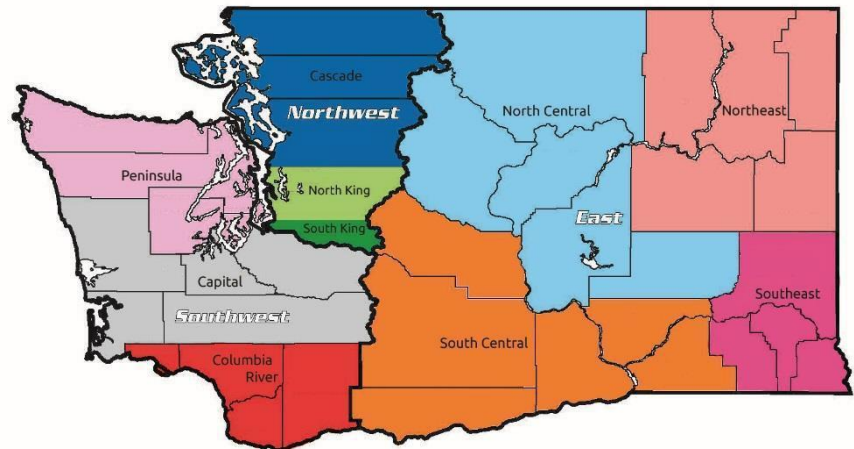 Cascade
Northwest
North Central
Northeast
Peninsula
North King
South King
East
Capital
Southeast
Southwest
South Central
Columbia
River